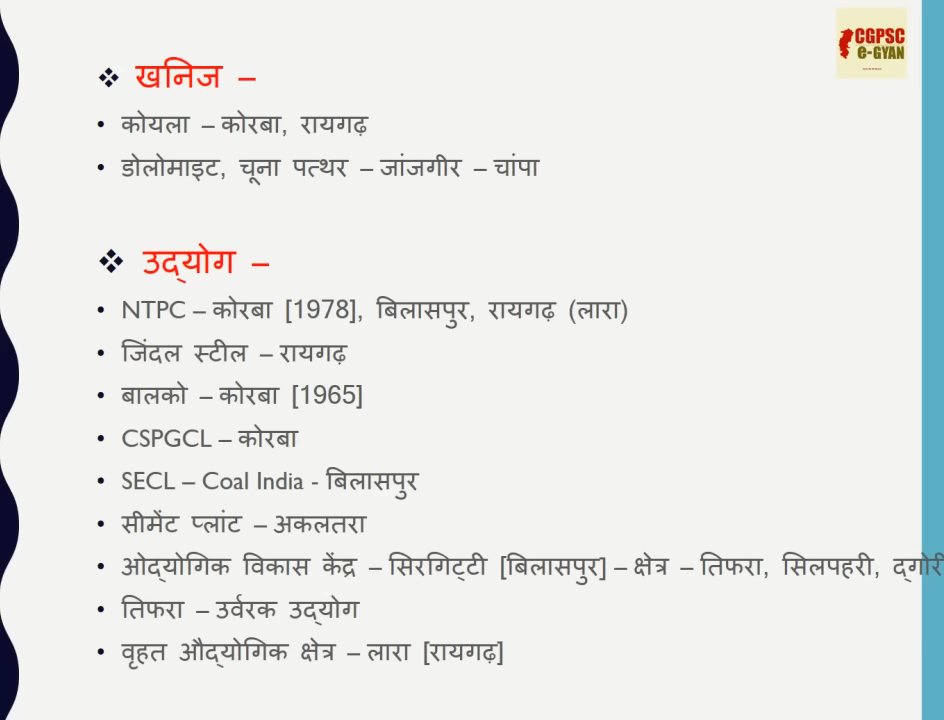 CGPSC
e-GYAN
❖ खनिज –
• कोयला – कोरबा, रायगढ़
• डोलोमाइट, चूना पत्थर – जांजगीर – चांपा
❖ उद्‌योग –
• NTPC – कोरबा [1978], बिलासपुर, रायगढ़ (लारा)
• जिंदल स्टील – रायगढ़
• बालको – कोरबा [1965]
• CSPGCL – कोरबा
• SECL – Coal India - बिलासपुर
• सीमेंट प्लांट – अकलतरा
• ओद्‌योगिक विकास केंद्र – सिरगिट्‌टी [बिलासपुर] – क्षेत्र – तिफरा, सिलपहरी, द्‌गोरी
• तिफरा – उर्वरक उद्‌योग
• वृहत औद्‌योगिक क्षेत्र – लारा [रायगढ़]